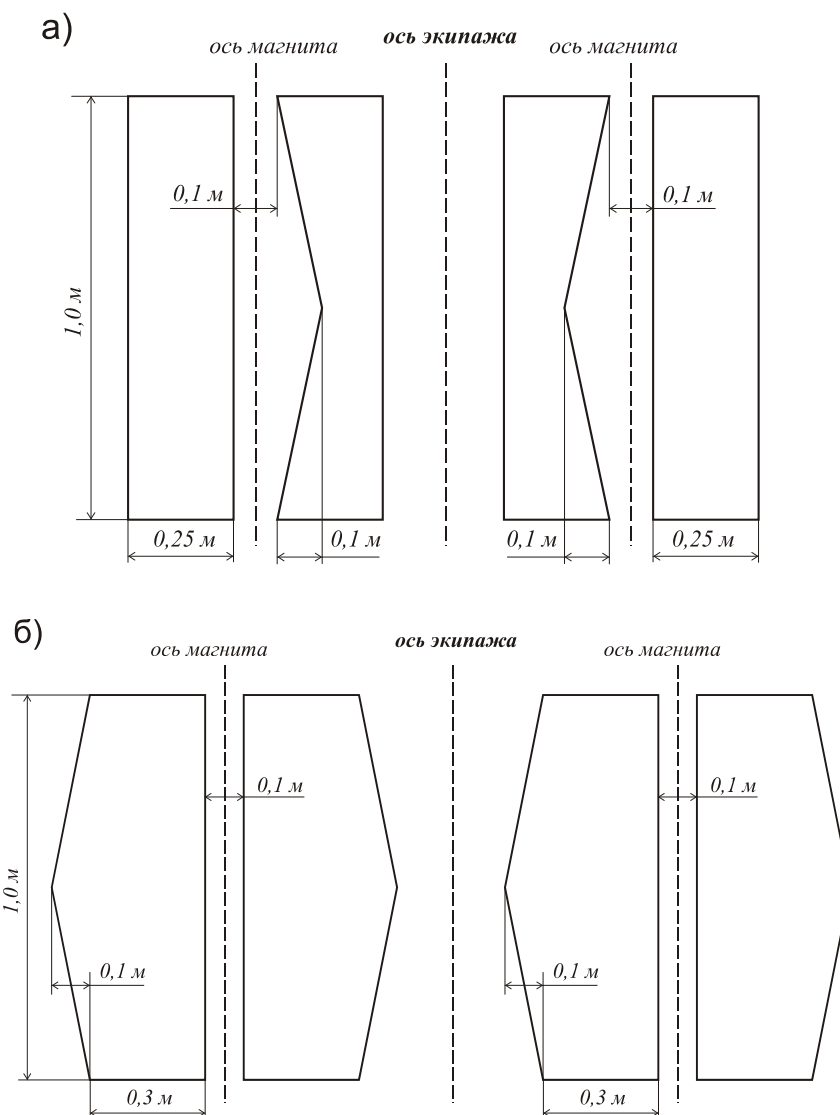 а)
ось магнита
ось экипажа
ось магнита
0,1 м
0,1 м
1,0 м
0,25 м
0,1 м
0,1 м
0,25 м
б)
ось магнита
ось экипажа
ось магнита
0,1 м
0,1 м
1,0 м
0,1 м
0,1 м
0,3 м
0,3 м